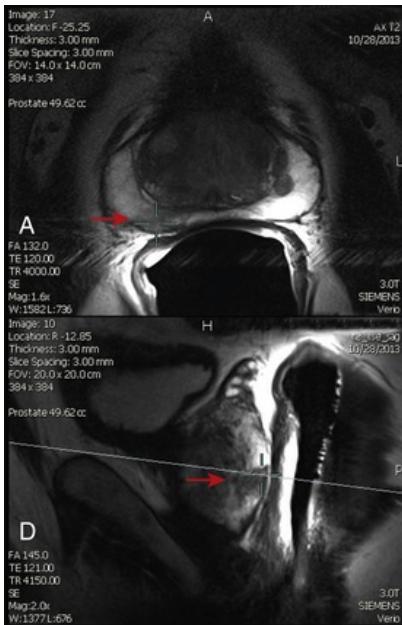 Image: 17
Location: F -25.25
Thickness: 3.00 mm
Slice Spacing: 3.00 mm
FOV: 14.0 x 14.0 cm
384 x 384
Prostate 49.62 cc
A
AX T2
10/28/2013
L
A
FA 132.0
TE 120.00
TR 4000.00
SE
Mag: 1.6x
W:1582 L:736
3.0T
SIEMENS
Verio
Image: 10
Location: R -12.85
Thickness: 3.00 mm
Slice Spacing: 3.00 mm
FOV: 20.0 x 20.0 cm
384 x 384
Prostate 49.62 cc
H
10/28/2013
P
D
FA 145.0
TE 121.00
TR 4150.00
SE
Mag: 2.0x
W:1377 L:676
3.0T
SIEMENS
Verio